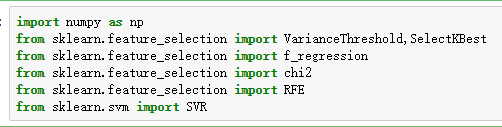 import numpy as np
from sklearn.feature_selection import VarianceThreshold,SelectKBest
from sklearn.feature_selection import f_regression
from sklearn.feature_selection import chi2
from sklearn.feature_selection import RFE
from sklearn.svm import SVR